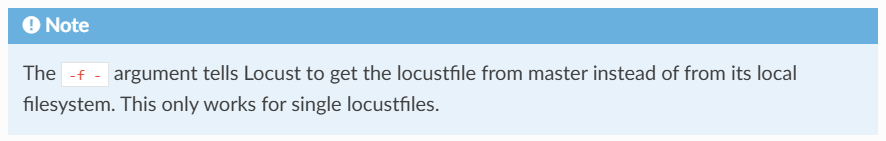 Note
The -f - argument tells Locust to get the locustfile from master instead of from its local
filesystem. This only works for single locustfiles.